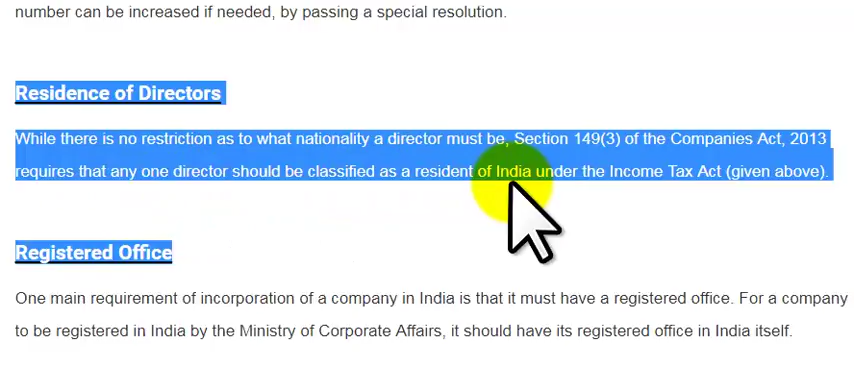 number can be increased if needed, by passing a special resolution.
Residence of Directors
While there is no restriction as to what nationality a director must be, Section 149(3) of the Companies Act, 2013
requires that any one director should be classified as a resident of India under the Income Tax Act (given above).
Registered Office
One main requirement of incorporation of a company in India is that it must have a registered office. For a company
to be registered in India by the Ministry of Corporate Affairs, it should have its registered office in India itself.